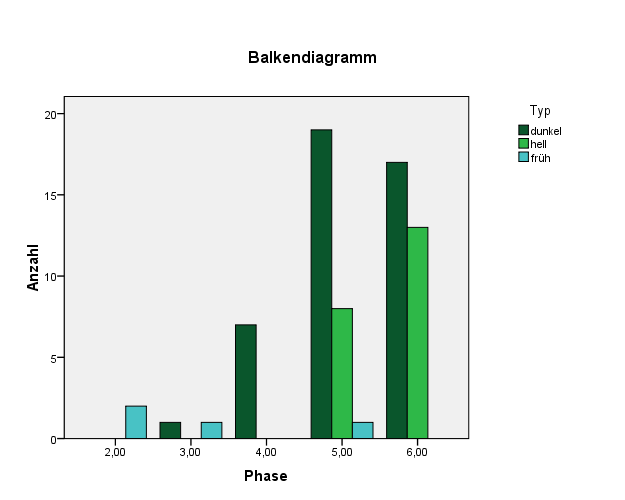 Balkendiagramm
Typ
dunkel
hell
früh
20
15
10
5
0
Anzahl
2,00 3,00 4,00 5,00 6,00
Phase